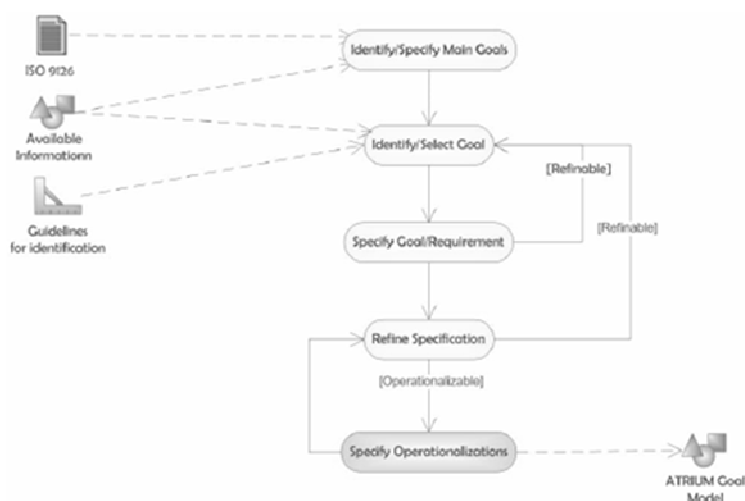 Identify/Specify Main Goals
ISO 9126
Available
Informationn
Identify/Select Goal
[Refinable]
Guidelines
for identification
Specify Goal/Requirement
[Refinable]
Refine Specification
[Operationalizable]
Specify Operationalizations
ATRIUM Goal
Model